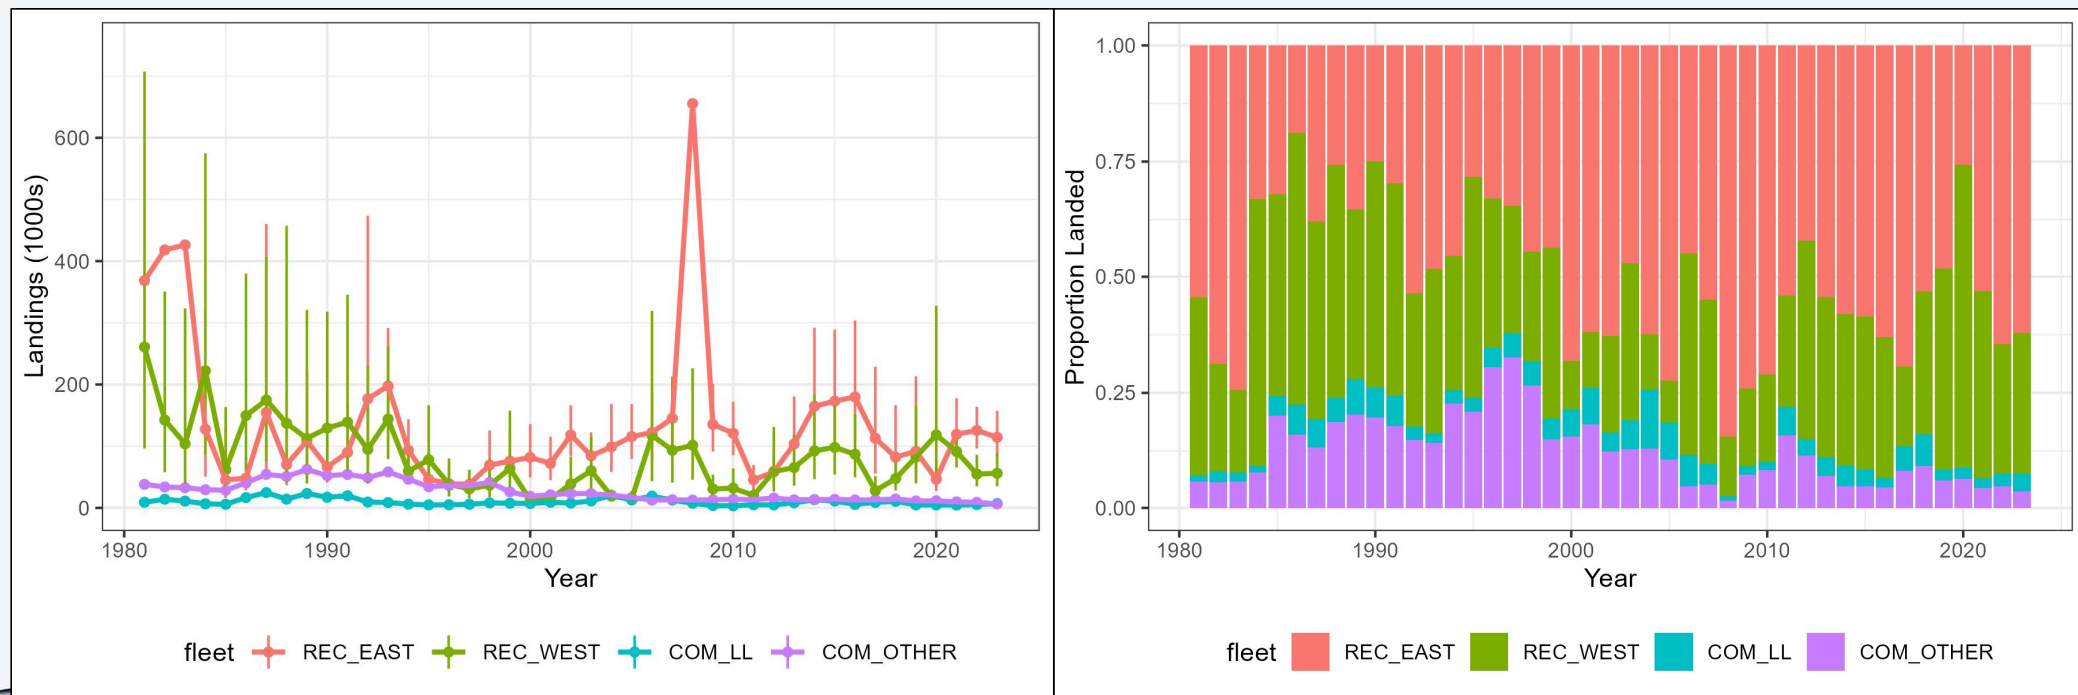 600
400
200
0
Landings (1000s)
1980 1990 2000 2010 2020
Year
fleet REC_EAST REC_WEST COM_LL COM_OTHER
1.00
0.75
0.50
0.25
0.00
Proportion Landed
1980 1990 2000 2010 2020
Year
fleet REC_EAST REC_WEST COM_LL COM_OTHER